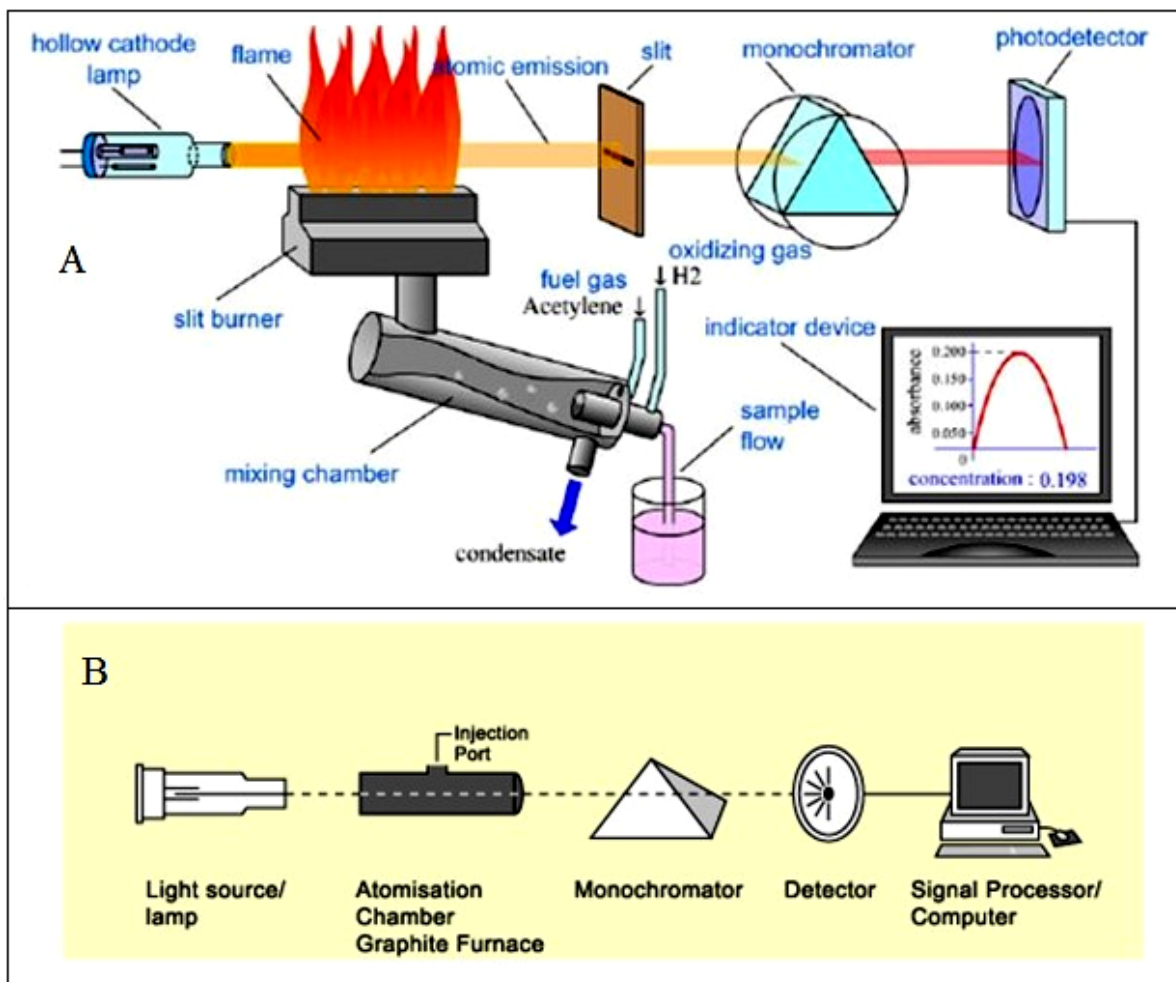 hollow cathode
lamp
flame
atomic emission
slit
monochromator
photodetector
A
slit burner
mixing chamber
condensate
fuel gas
Acetylene ↓
oxidizing gas
↓ H2
sample
flow
indicator device
absorbance
0.200
0.150
0.100
0.050
0
concentration : 0.198
B
Injection
Port
Light source/
lamp
Atomisation
Chamber
Graphite Furnace
Monochromator
Detector
Signal Processor/
Computer